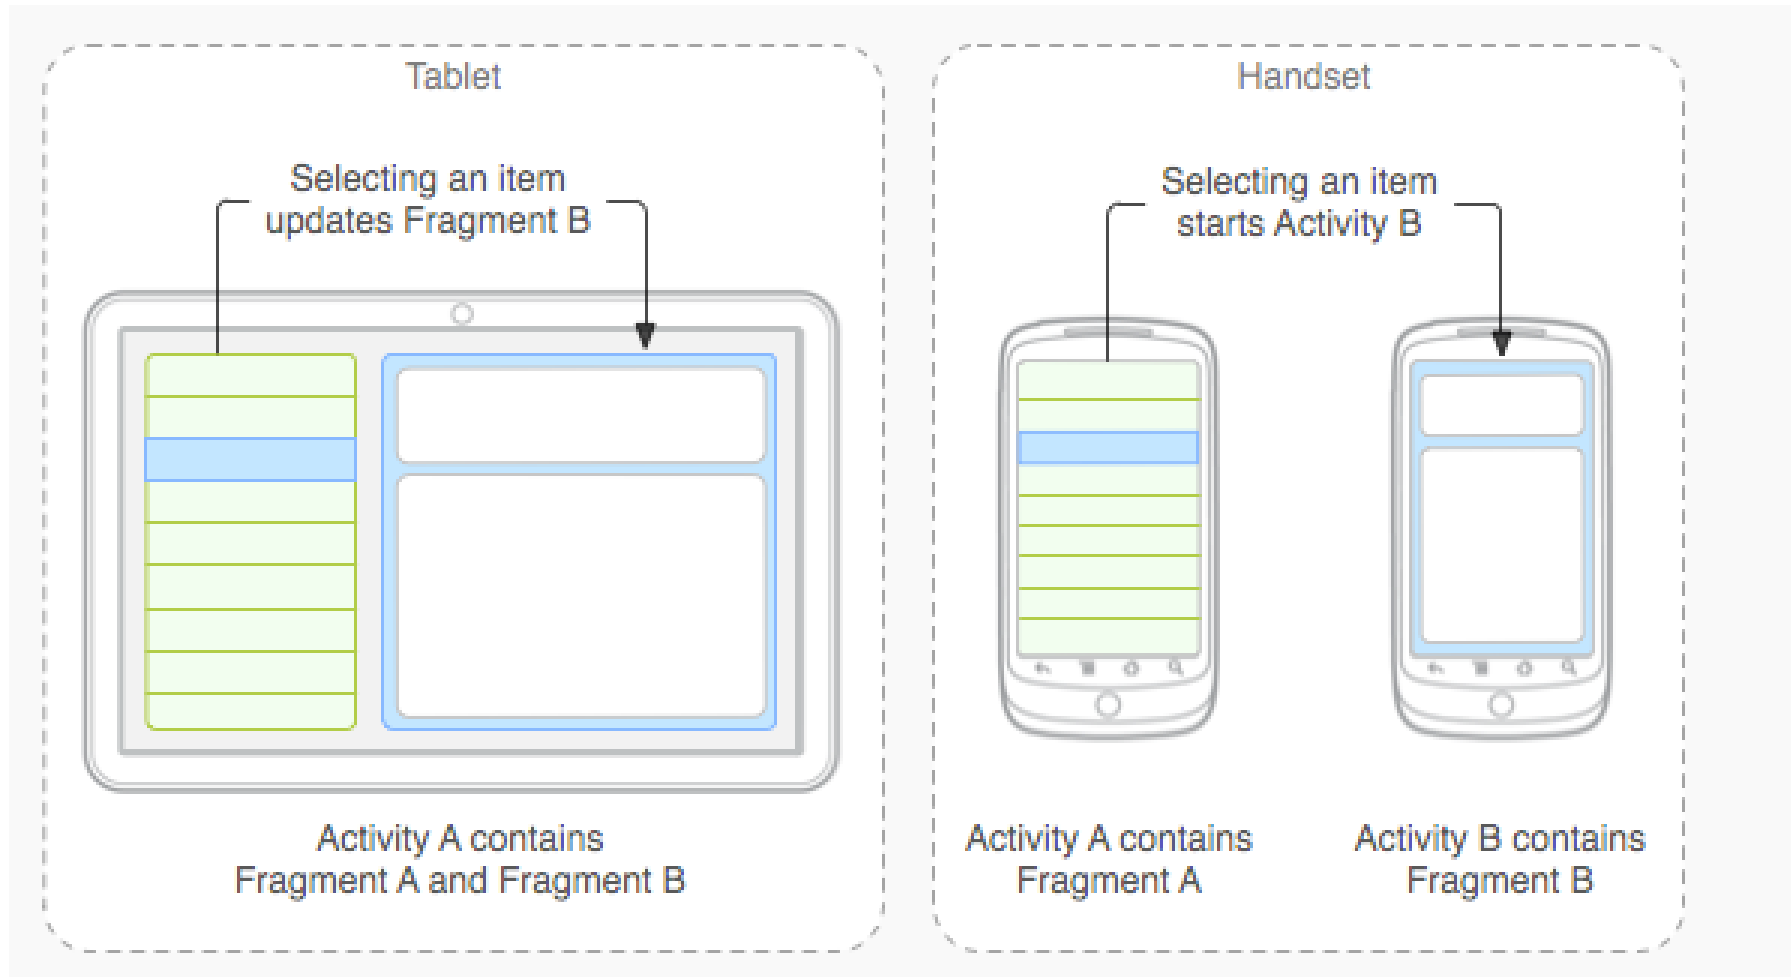 Tablet
Selecting an item
updates Fragment B
Activity A contains
Fragment A and Fragment B
Handset
Selecting an item
starts Activity B
Activity A contains
Fragment A
Activity B contains
Fragment B